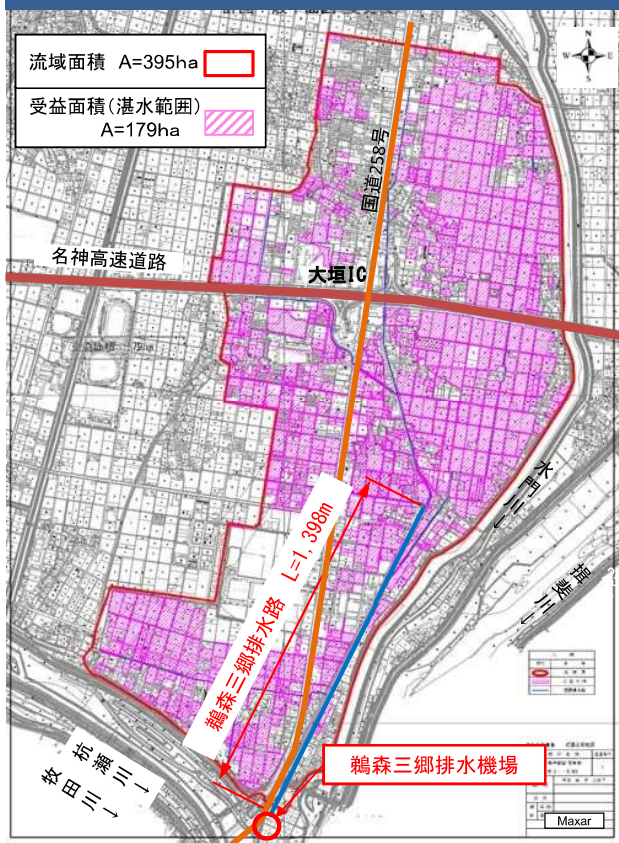 流域面積 A=395ha
受益面積(湛水範囲)
A=179ha
N
W E
S
国道258号
名神高速道路
大垣IC
水門川→
揖斐川→
鵜森三郷排水路 L=1,398m
杭瀬川→
牧田川→
鵜森三郷排水機場
Maxar